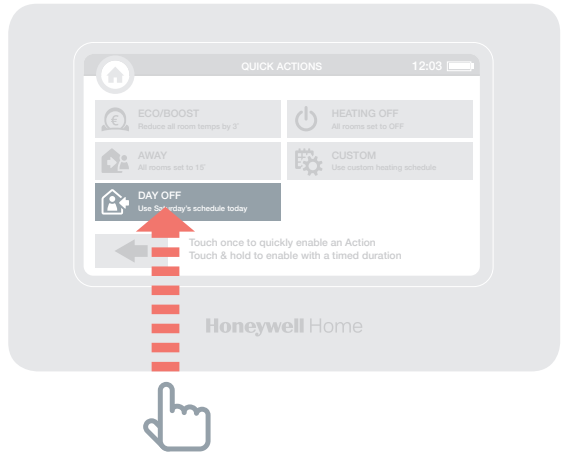 QUICK ACTIONS
12:03
€
ECO/BOOST
Reduce all room temps by 3˚
HEATING OFF
All rooms set to OFF
AWAY
All rooms set to 15˚
CUSTOM
Use custom heating schedule
DAY OFF
Use Saturday's schedule today
Touch once to quickly enable an Action
Touch & hold to enable with a timed duration
Honeywell Home